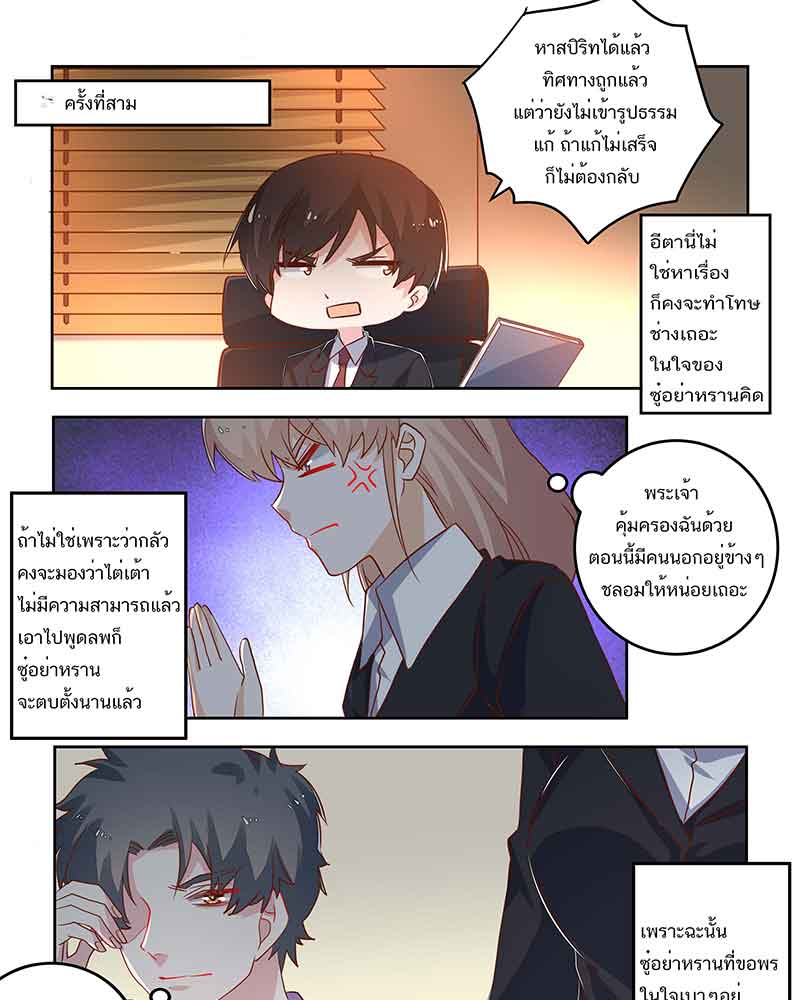 ครั้งที่สาม
หาสปิริทได้แล้ว
ทิศทางถูกแล้ว
แต่ว่ายังไม่เข้ารูปธรรม
แก้ ถ้าแก้ไม่เสร็จ
ก็ไม่ต้องกลับ
อีตานี่ไม่
ใช่หาเรื่อง
ก็คงจะทำโทษ
ช่างเถอะ
ในใจของ
ซู๋อย่าหรานคิด
พระเจ้า
คุ้มครองฉันด้วย
ตอนนี้มีคนนอกอยู่ข้างๆ
ชลอมให้หน่อยเถอะ
ถ้าไม่ใช่เพราะว่ากลัว
คงจะมองว่าไต่เต้า
ไม่มีความสามารถแล้ว
เอาไปพูดลพก็
ซู๋อย่าหราน
จะตบตั้งนานแล้ว
เพราะฉะนั้น
ซู๋อย่าหรานที่ขอพร
ในใจเบาๆอยู่